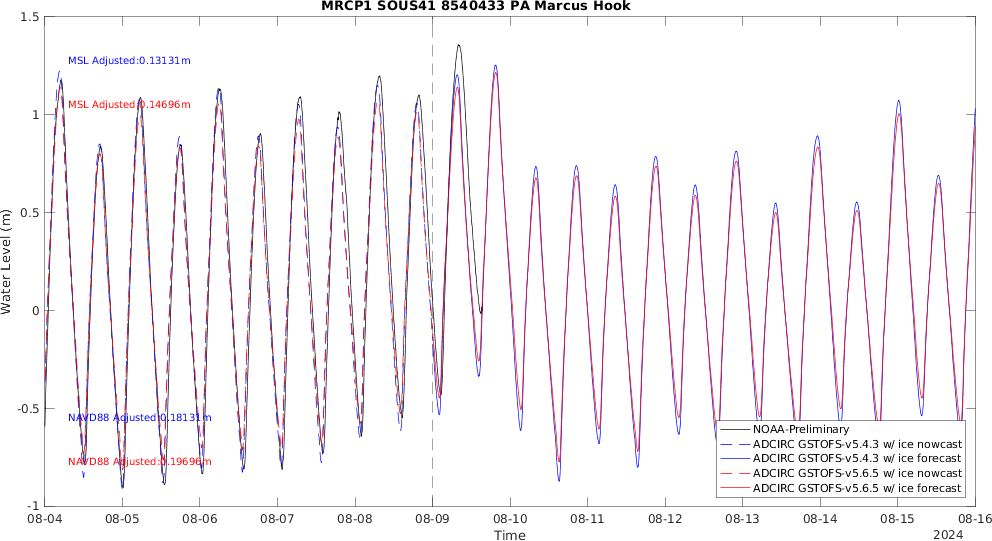 MRCP1 SOUS41 8540433 PA Marcus Hook
1.5
1
0.5
0
-0.5
-1
Water Level (m)
MSL Adjusted:0.13131m
MSL Adjusted:0.14696m
NAVD88 Adjusted:0.18131m
NAVD88 Adjusted:0.19696m
NOAA-Preliminary
ADCIRC GSTOFS-v5.4.3 w/ ice nowcast
ADCIRC GSTOFS-v5.4.3 w/ ice forecast
ADCIRC GSTOFS-v5.6.5 w/ ice nowcast
ADCIRC GSTOFS-v5.6.5 w/ ice forecast
08-04 08-05 08-06 08-07 08-08 08-09 08-10 08-11 08-12 08-13 08-14 08-15 08-16
Time
2024